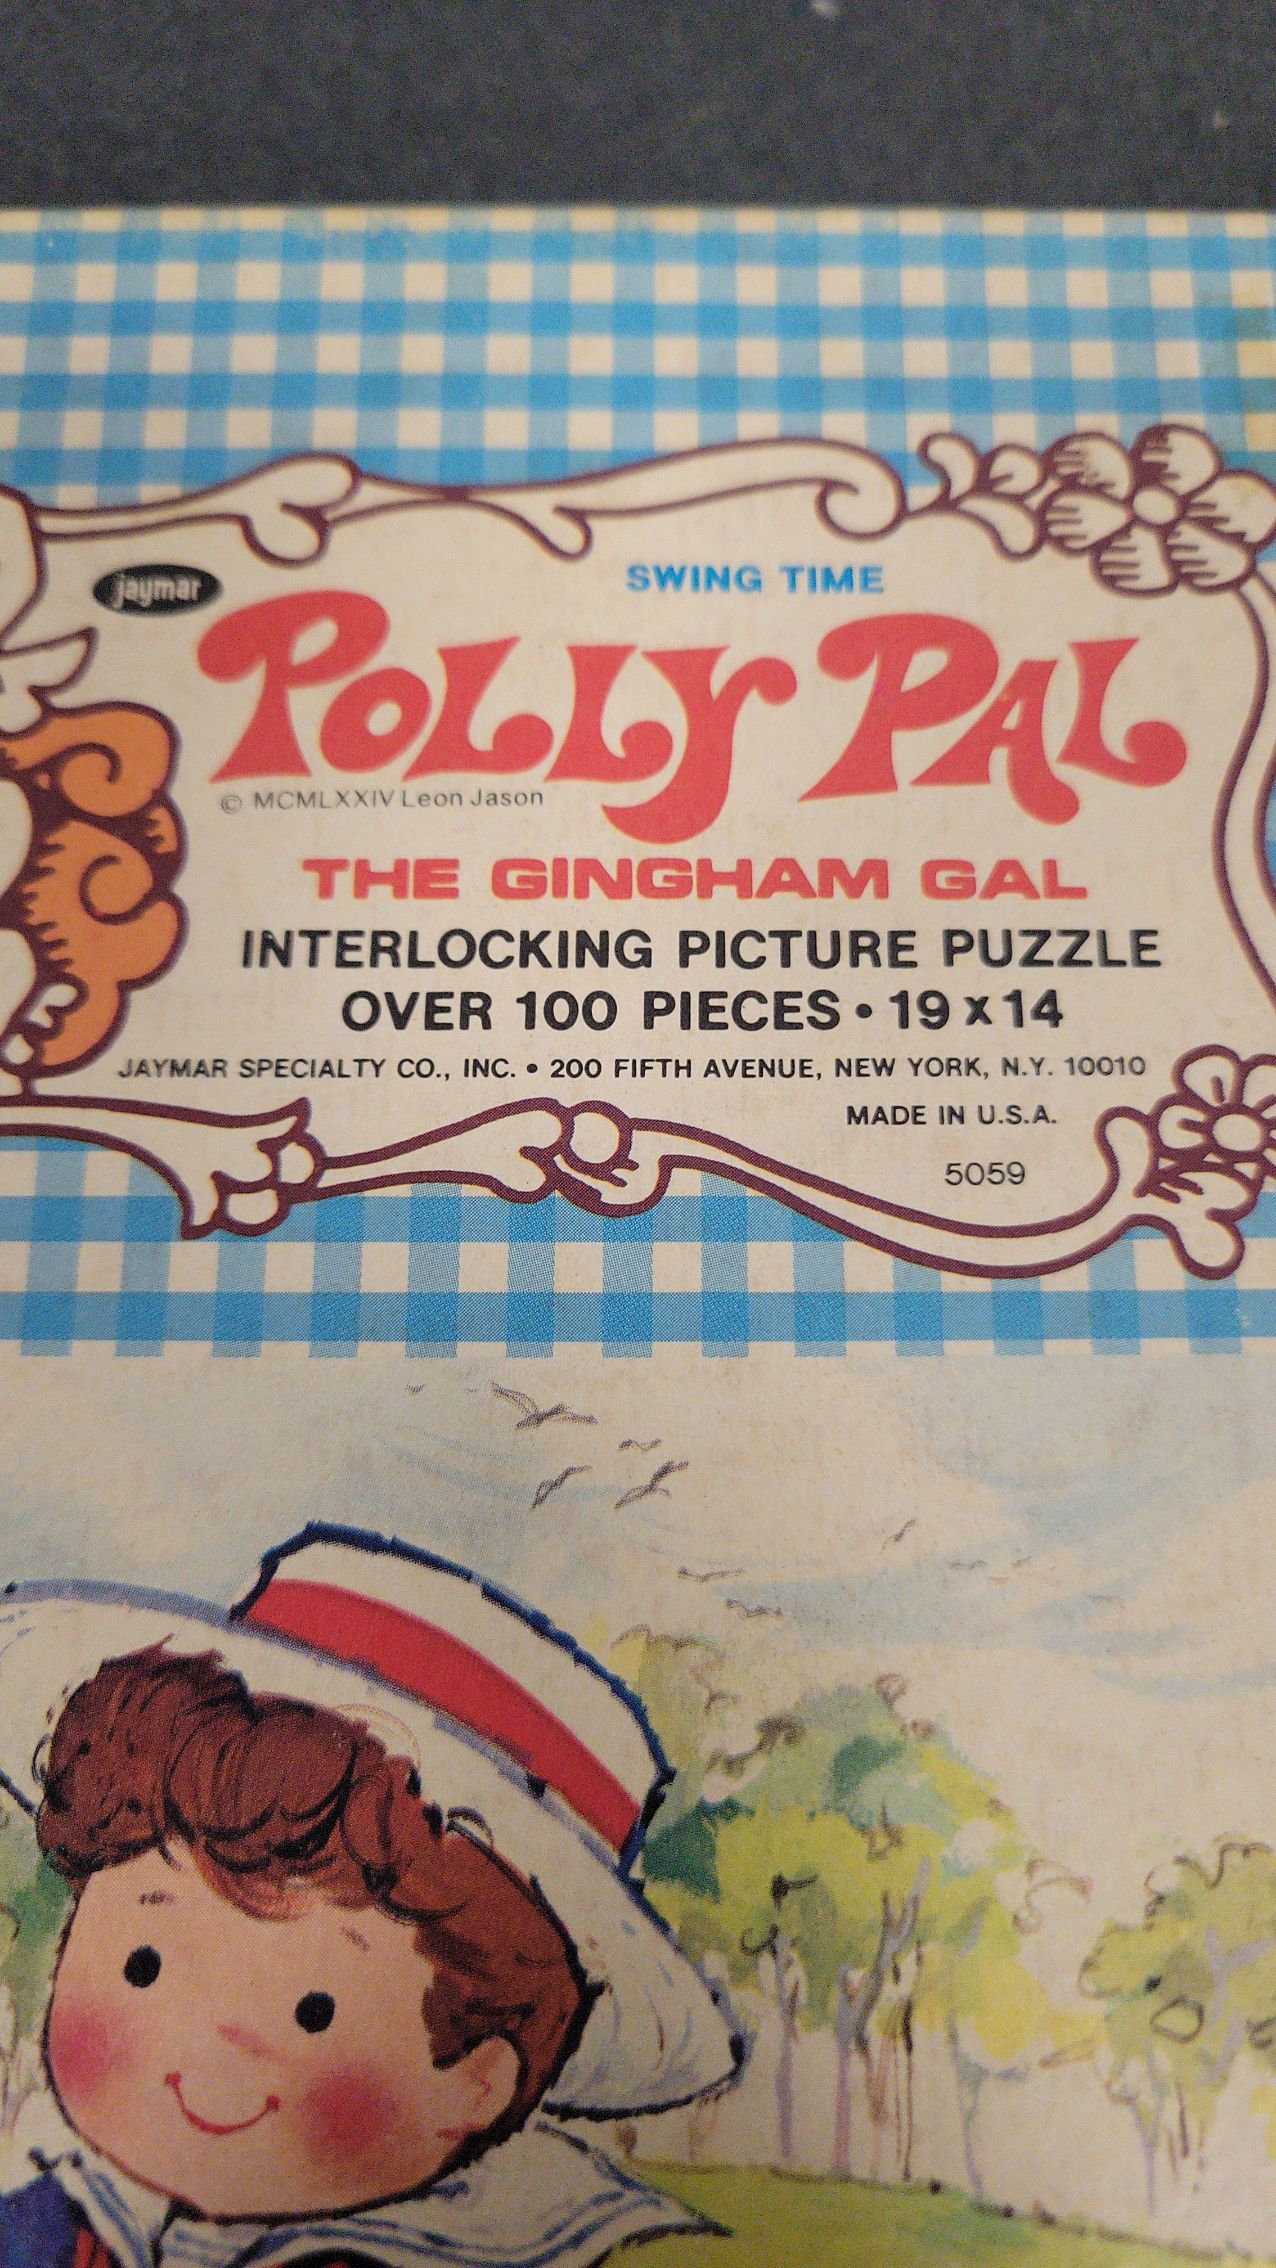 jaymar
SWING TIME
POLLY PAL
© MCMLXXIV Leon Jason
THE GINGHAM GAL
INTERLOCKING PICTURE PUZZLE
OVER 100 PIECES • 19 x 14
JAYMAR SPECIALTY CO., INC. • 200 FIFTH AVENUE, NEW YORK, N.Y. 10010
MADE IN U.S.A.
5059